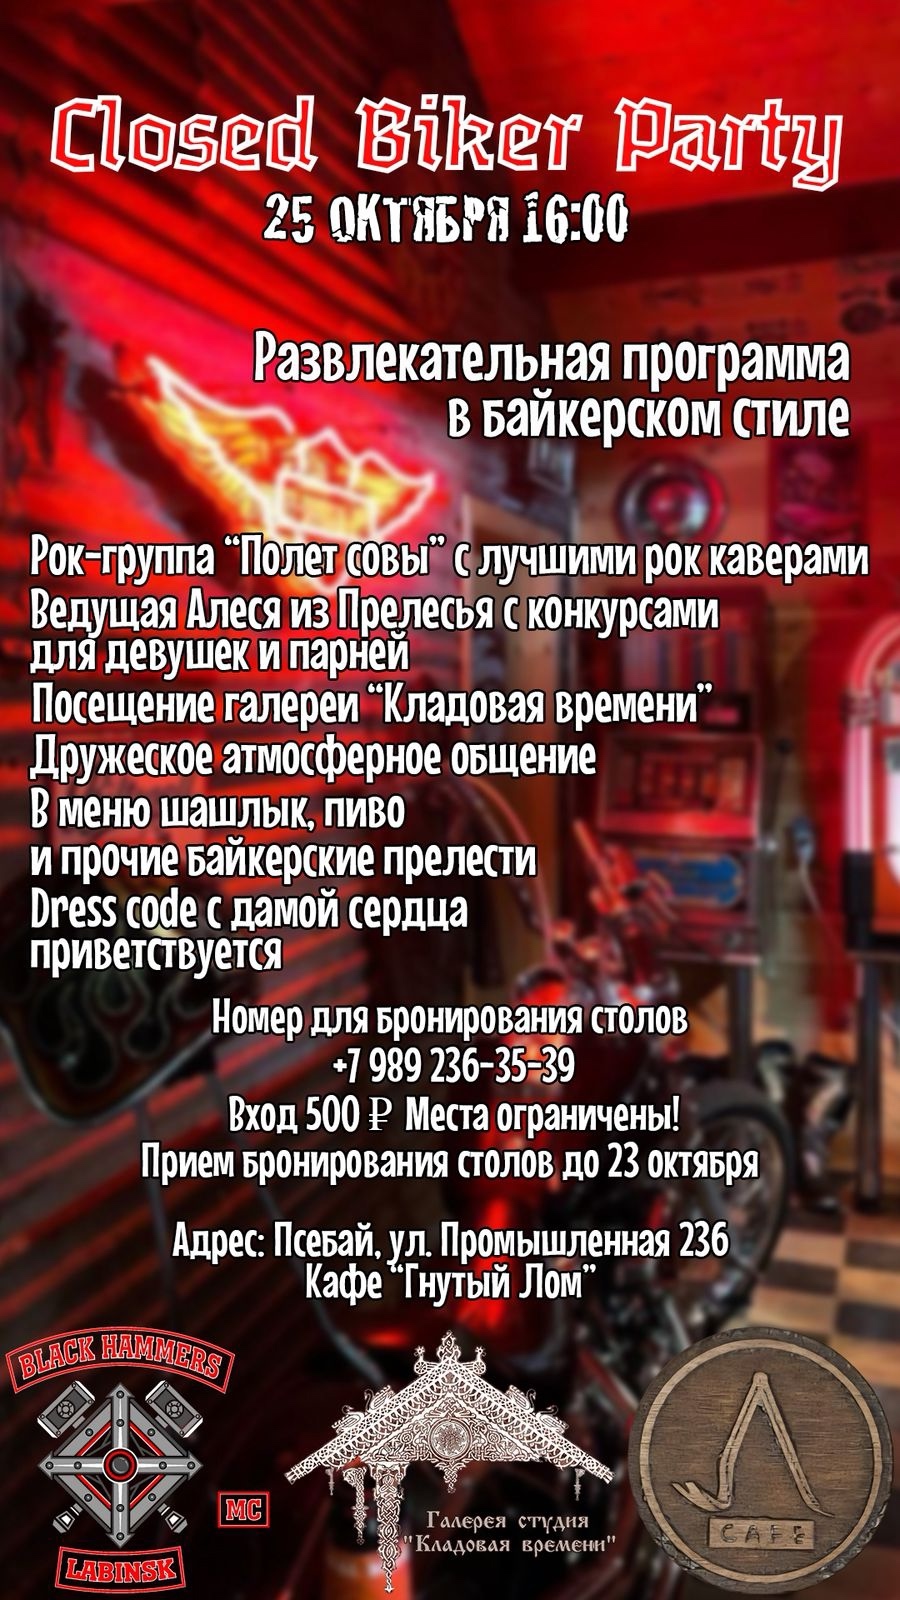 Closed Biker Party
25 ОКТЯБРЯ 16:00
Развлекательная программа
в байкерском стиле
Рок-группа “Полет совы” с лучшими рок каверами
Ведущая Алеся из Прелесья с конкурсами
для девушек и парней
Посещение галереи “Кладовая времени”
Дружеское атмосферное общение
В меню шашлык, пиво
и прочие байкерские прелести
Dress code с дамой сердца
приветствуется
Номер для бронирования столов
+7 989 236-35-39
Вход 500 ₽ Места ограничены!
Прием бронирования столов до 23 октября
Адрес: Псебай, ул. Промышленная 236
Кафе “Гнутый Лом”
BLACK HAMMERS
MC
LABINSK
Галерея студия
"Кладовая времени"
Л
CAFE